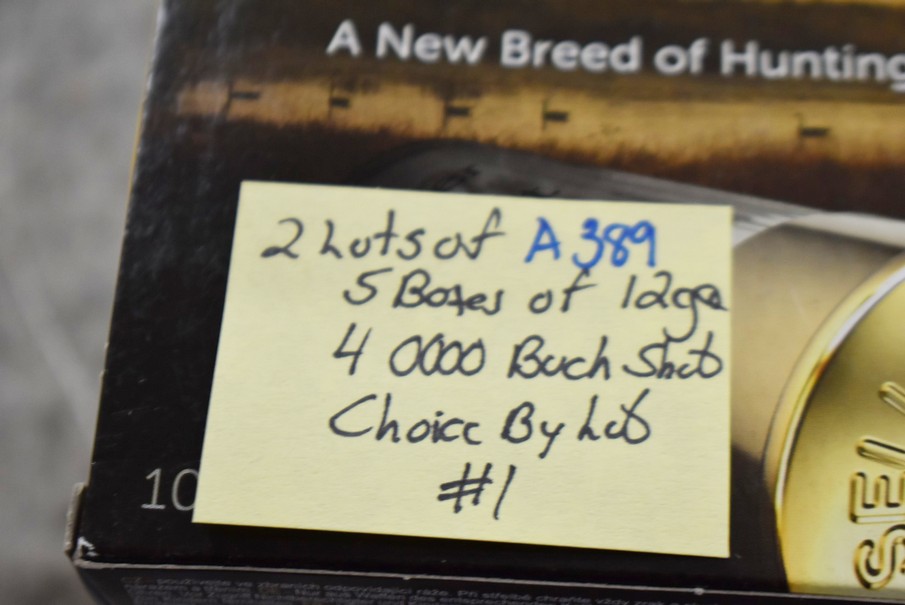 A New Breed of Hunting
2 Lots of A389
5 Boxes of 12ga
4 0000 Buck Shot
Choice By Lot
#1
10
SEL